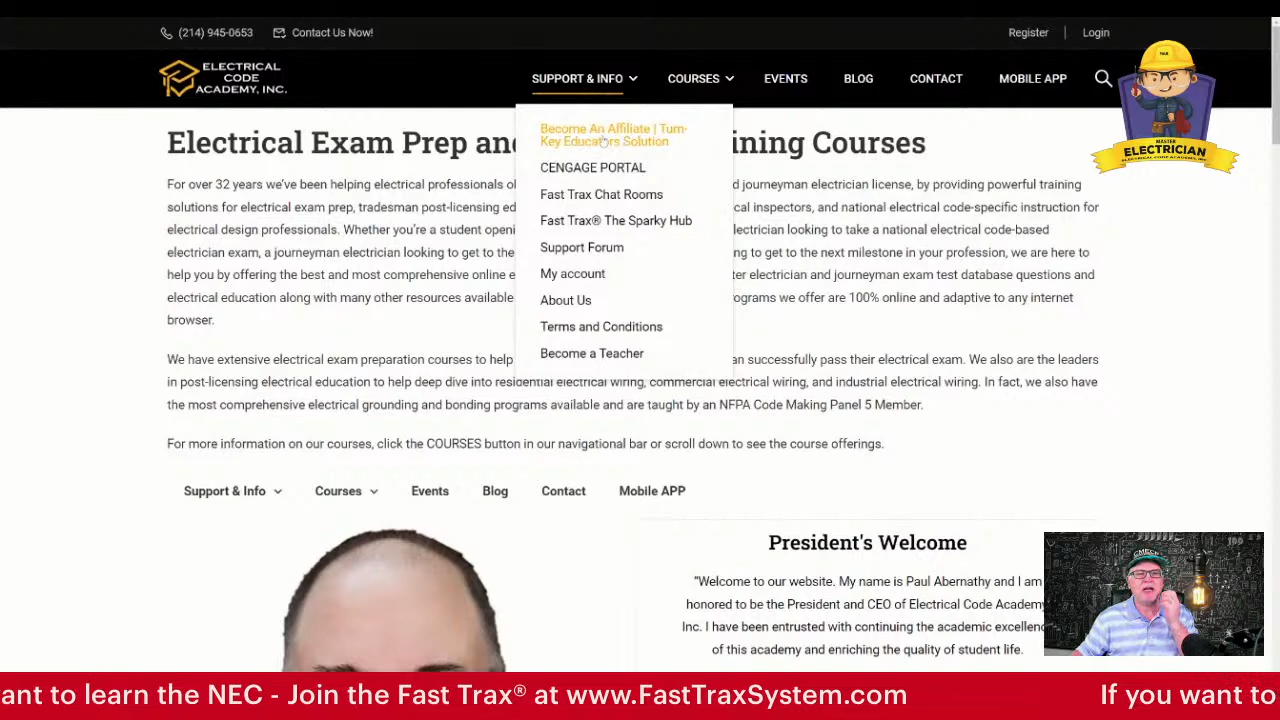 (214) 945-0653
Contact Us Now!
Register
Login
ELECTRICAL
CODE
ACADEMY, INC.
SUPPORT & INFO
COURSES
EVENTS
BLOG
CONTACT
MOBILE APP
MASTER
ELECTRICIAN
Become An Affiliate | Turn-
Key Educators Solution
CENGAGE PORTAL
Fast Trax Chat Rooms
Fast Trax® The Sparky Hub
Support Forum
My account
About Us
Terms and Conditions
Become a Teacher
Electrical Exam Prep and ining Courses
For over 32 years we've been helping electrical professionals d journeyman electrician license, by providing powerful training
solutions for electrical exam prep, tradesman post-licensing ed ical inspectors, and national electrical code-specific instruction for
electrical design professionals. Whether you're a student openi electrician looking to take a national electrical code-based
electrician exam, a journeyman electrician looking to get to the ng to get to the next milestone in your profession, we are here to
help you by offering the best and most comprehensive online e ter electrician and journeyman exam test database questions and
electrical education along with many other resources available rograms we offer are 100% online and adaptive to any internet
browser.
We have extensive electrical exam preparation courses to help an successfully pass their electrical exam. We also are the leaders
in post-licensing electrical education to help deep dive into residential electrical wiring, commercial electrical wiring, and industrial electrical wiring. In fact, we also have
the most comprehensive electrical grounding and bonding programs available and are taught by an NFPA Code Making Panel 5 Member.
For more information on our courses, click the COURSES button in our navigational bar or scroll down to see the course offerings.
Support & Info
Courses
Events
Blog
Contact
Mobile APP
President's Welcome
"Welcome to our website. My name is Paul Abernathy and I am
honored to be the President and CEO of Electrical Code Academy
Inc. I have been entrusted with continuing the academic excellenc
of this academy and enriching the quality of student life.
ant to learn the NEC - Join the Fast Trax® at www.FastTraxSystem.com
If you want to